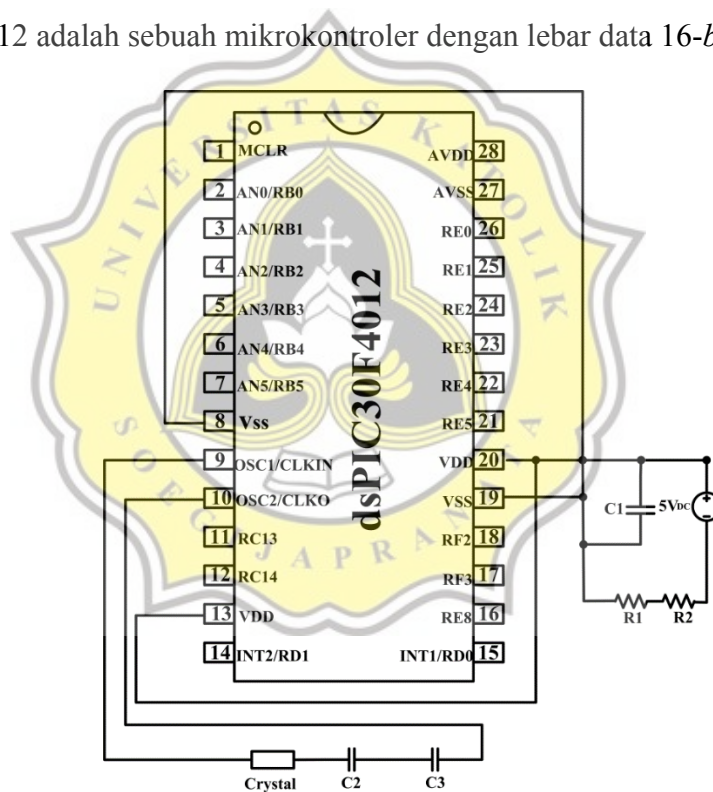 12 adalah sebuah mikrokontroler dengan lebar data 16-b
UNIVERSITAS KATOLIK
SOEGIJAPRANATA
dsPIC30F4012
1 MCLR
2 AN0/RB0
3 AN1/RB1
4 AN2/RB2
5 AN3/RB3
6 AN4/RB4
7 AN5/RB5
8 Vss
9 OSC1/CLKIN
10 OSC2/CLKO
11 RC13
12 RC14
13 VDD
14 INT2/RD1
AVDD 28
AVSS 27
RE0 26
RE1 25
RE2 24
RE3 23
RE4 22
RE5 21
VDD 20
VSS 19
RF2 18
RF3 17
RE8 16
INT1/RD0 15
C1
5VDC
R1 R2
Crystal C2 C3